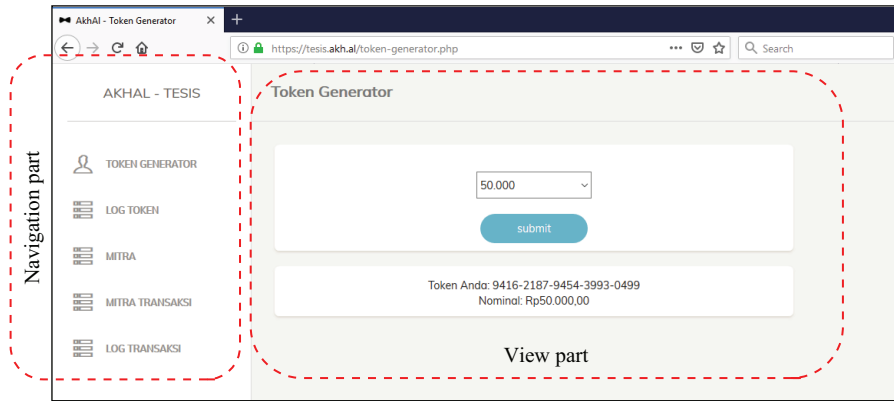 AkhAl - Token Generator
https://tesis.akh.al/token-generator.php
Search
AKHAL - TESIS
Token Generator
TOKEN GENERATOR
LOG TOKEN
MITRA
MITRA TRANSAKSI
LOG TRANSAKSI
Navigation part
50.000
submit
Token Anda: 9416-2187-9454-3993-0499
Nominal: Rp50.000,00
View part